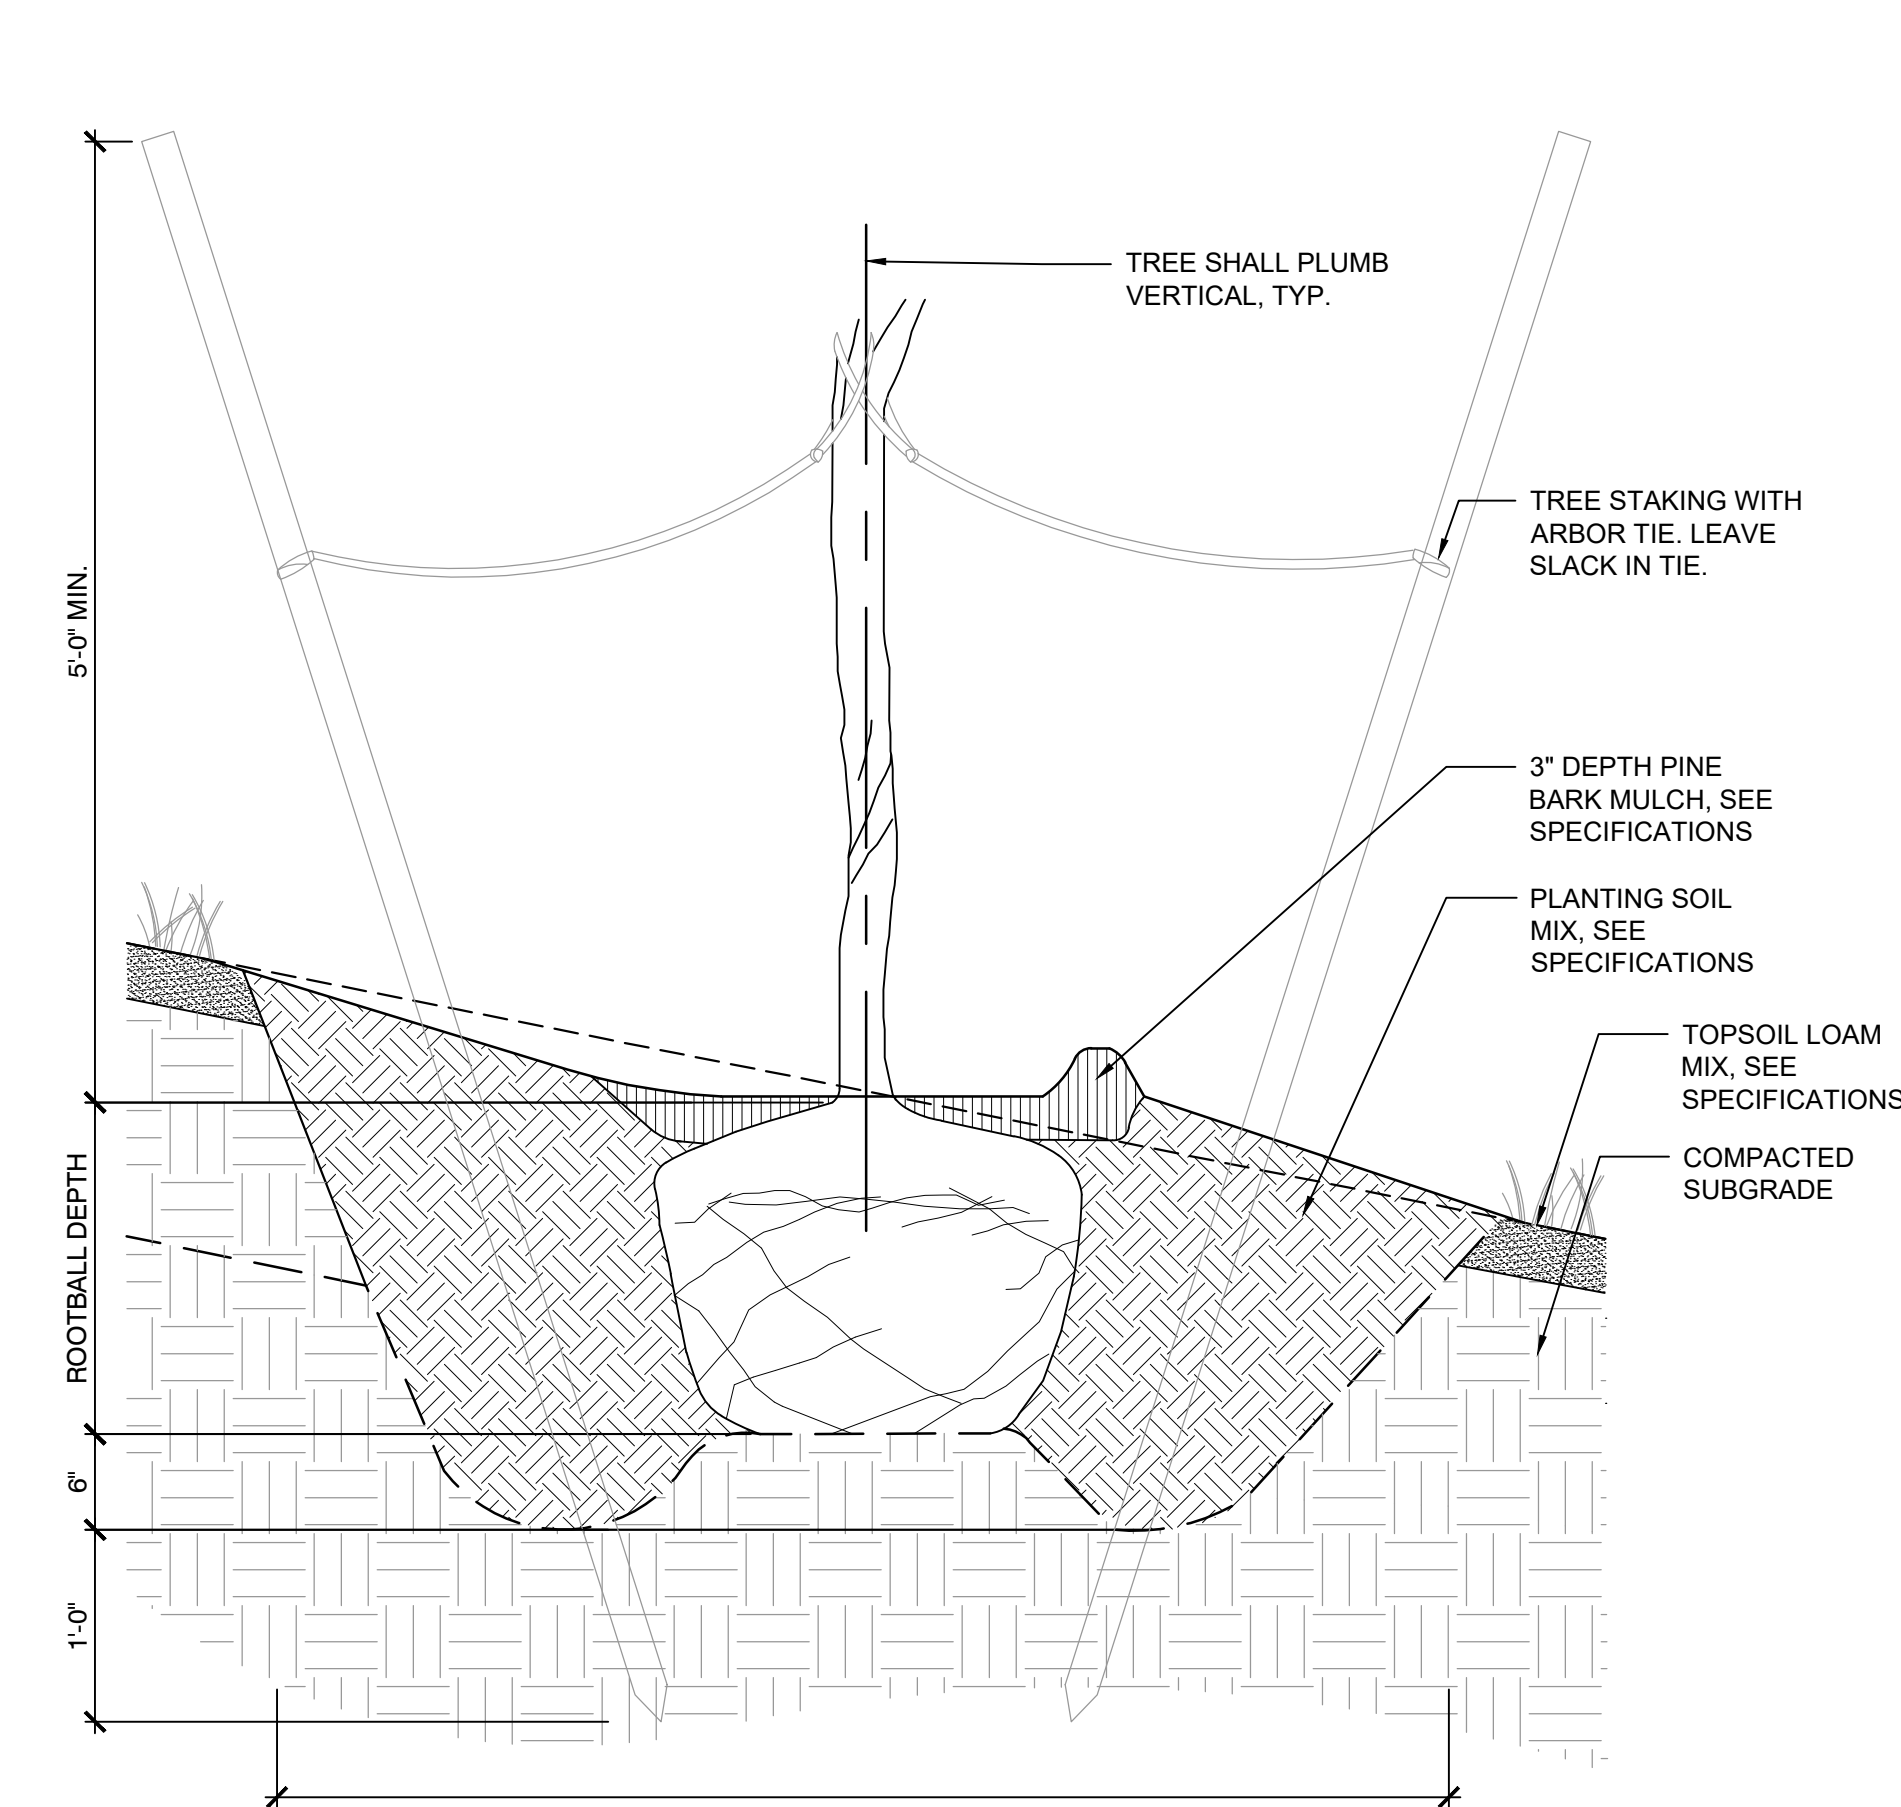 TREE SHALL PLUMB
VERTICAL, TYP.
TREE STAKING WITH
ARBOR TIE. LEAVE
SLACK IN TIE.
5'-0" MIN.
3" DEPTH PINE
BARK MULCH, SEE
SPECIFICATIONS
PLANTING SOIL
MIX, SEE
SPECIFICATIONS
TOPSOIL LOAM
MIX, SEE
SPECIFICATIONS
COMPACTED
SUBGRADE
ROOTBALL DEPTH
6"
1'-0"